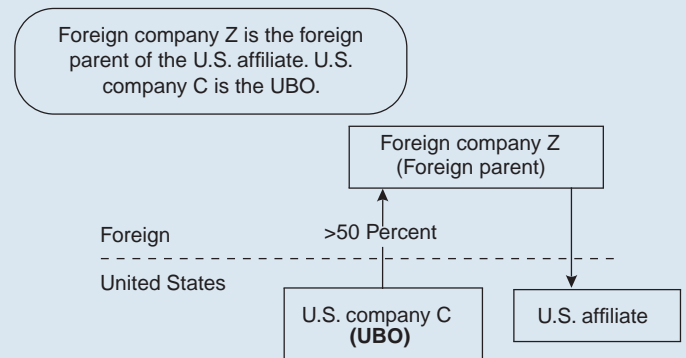 Foreign company Z is the foreign
parent of the U.S. affiliate. U.S.
company C is the UBO.
Foreign company Z
(Foreign parent)
Foreign
>50 Percent
United States
U.S. company C
(UBO)
U.S. affiliate